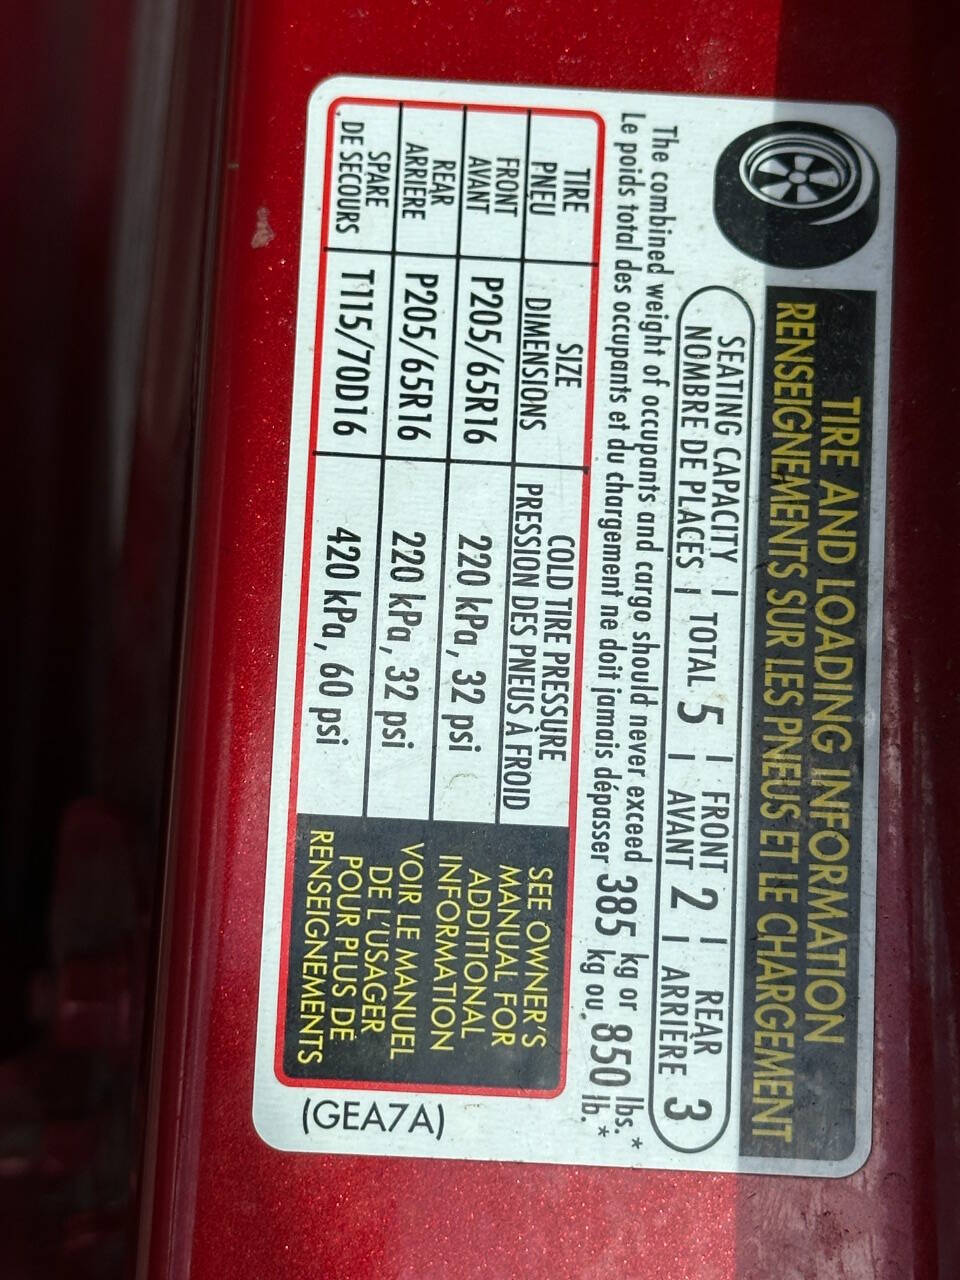 TIRE AND LOADING INFORMATION
RENSEIGNEMENTS SUR LES PNEUS ET LE CHARGEMENT
SEATING CAPACITY | TOTAL 5 | FRONT 2 | REAR 3
NOMBRE DE PLACES | AVANT | ARRIÈRE
The combined weight of occupants and cargo should never exceed 385 kg or 850 lbs.*
Le poids total des occupants et du chargement ne doit jamais dépasser kg ou lb.*
TIRE SIZE COLD TIRE PRESSURE
PNEU DIMENSIONS PRESSION DES PNEUS À FROID
FRONT
AVANT P205/65R16 220 kPa, 32 psi
REAR
ARRIÈRE P205/65R16 220 kPa, 32 psi
SPARE
DE SECOURS T115/70D16 420 kPa, 60 psi
SEE OWNER'S
MANUAL FOR
ADDITIONAL
INFORMATION
VOIR LE MANUEL
DE L'USAGER
POUR PLUS DE
RENSEIGNEMENTS
(GEA7A)